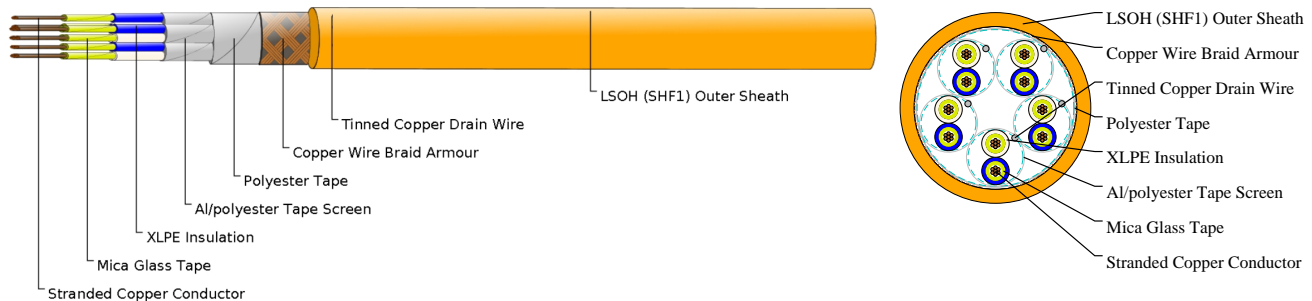 LSOH (SHF1) Outer Sheath
Tinned Copper Drain Wire
Copper Wire Braid Armour
Polyester Tape
Al/polyester Tape Screen
XLPE Insulation
Mica Glass Tape
Stranded Copper Conductor
LSOH (SHF1) Outer Sheath
Copper Wire Braid Armour
Tinned Copper Drain Wire
Polyester Tape
XLPE Insulation
Al/polyester Tape Screen
Mica Glass Tape
Stranded Copper Conductor